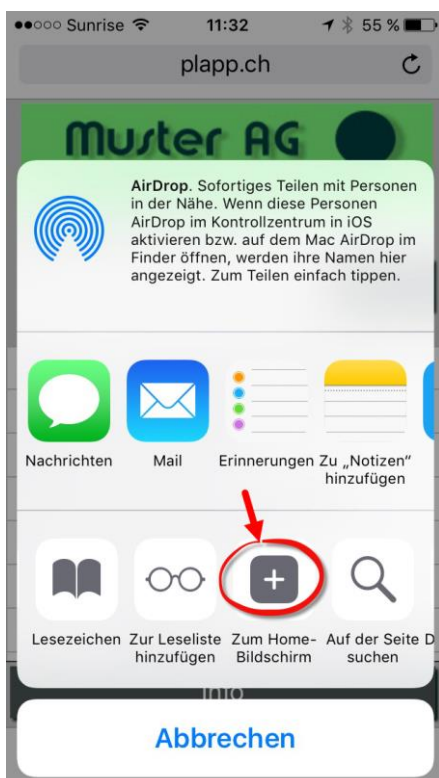 ●●○○○ Sunrise 11:32 55 %
plapp.ch
Muster AG
AirDrop. Sofortiges Teilen mit Personen
in der Nähe. Wenn diese Personen
AirDrop im Kontrollzentrum in iOS
aktivieren bzw. auf dem Mac AirDrop im
Finder öffnen, werden ihre Namen hier
angezeigt. Zum Teilen einfach tippen.
Nachrichten Mail Erinnerungen Zu „Notizen“
hinzufügen
Lesezeichen Zur Leseliste Zum Home- Auf der Seite D
hinzufügen Bildschirm suchen
Info
Abbrechen